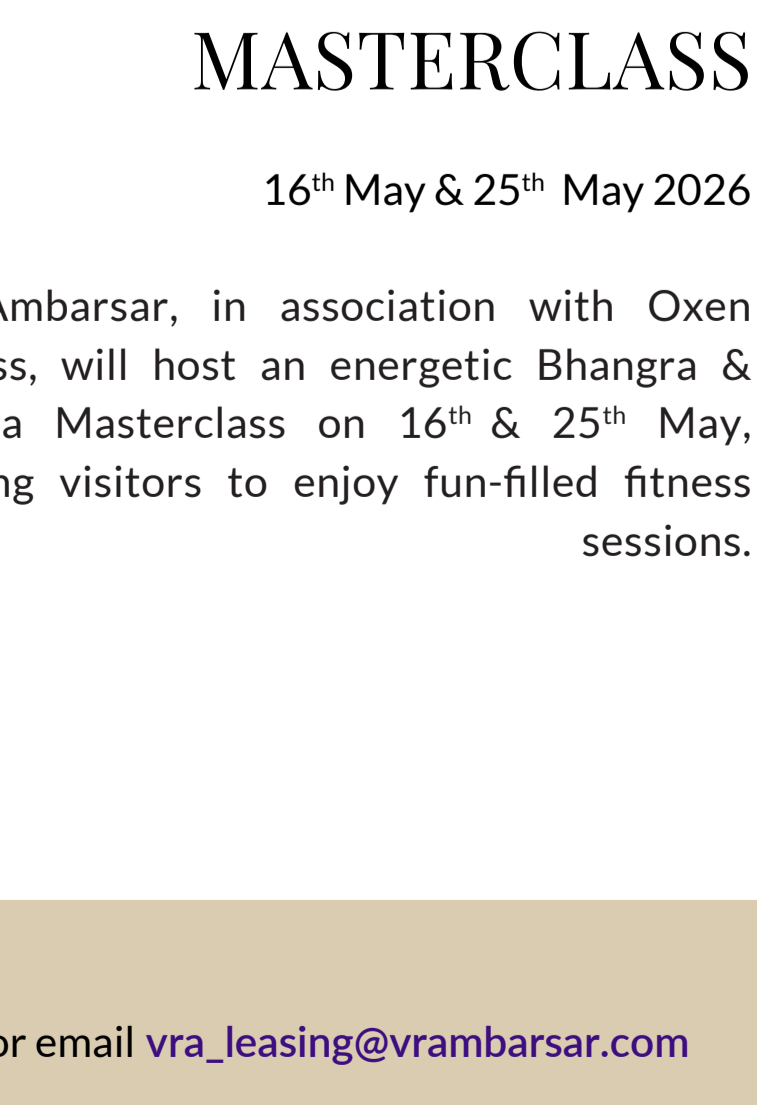 MASTERCLASS
16th May & 25th May 2026
Ambarsar, in association with Oxen
ss, will host an energetic Bhangra &
a Masterclass on 16th & 25th May,
ng visitors to enjoy fun-filled fitness
sessions.
or email vra_leasing@vrambarsar.com